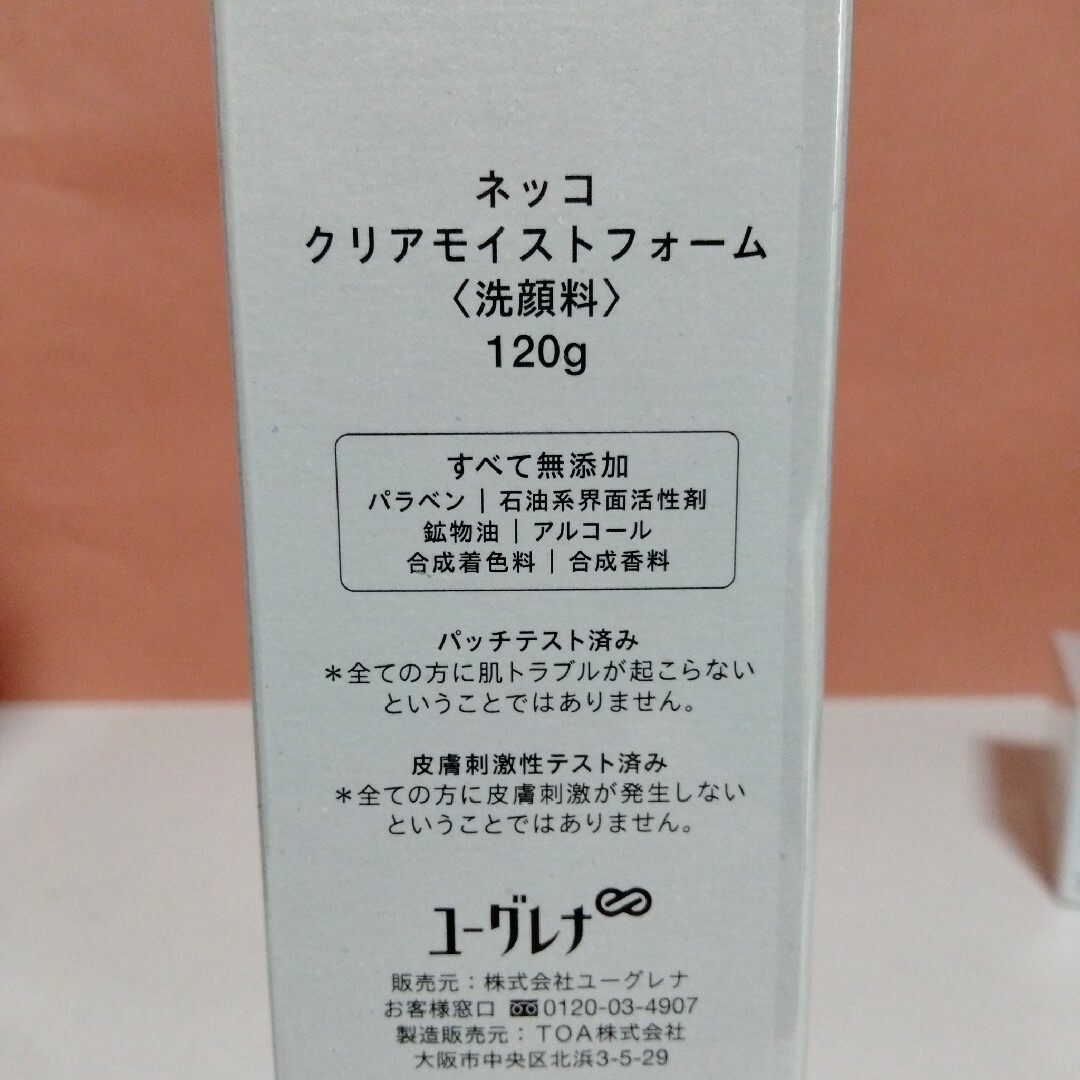 ネッコ
クリアモイストフォーム
〈洗顔料〉
120g
すべて無添加
パラベン｜石油系界面活性剤
鉱物油｜アルコール
合成着色料｜合成香料
パッチテスト済み
＊全ての方に肌トラブルが起こらない
ということではありません。
皮膚刺激性テスト済み
＊全ての方に皮膚刺激が発生しない
ということではありません。
ユーグレナ
販売元：株式会社ユーグレナ
お客様窓口 0120-03-4907
製造販売元：TOA株式会社
大阪市中央区北浜3-5-29